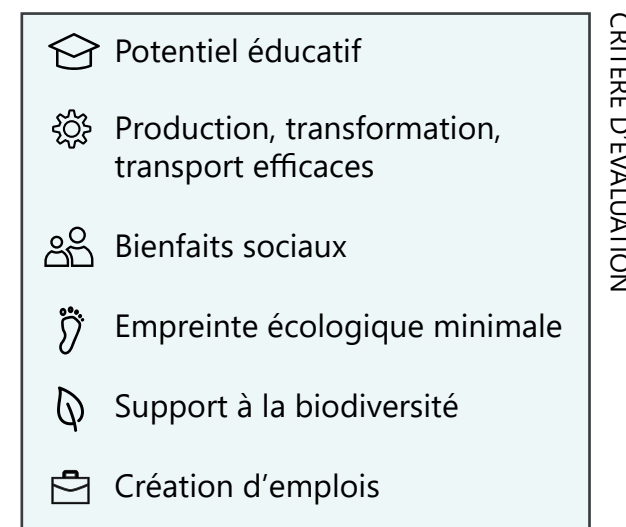 Potentiel éducatif
Production, transformation,
transport efficaces
Bienfaits sociaux
Empreinte écologique minimale
Support à la biodiversité
Création d'emplois
CRITÈRE D'ÉVALUATION